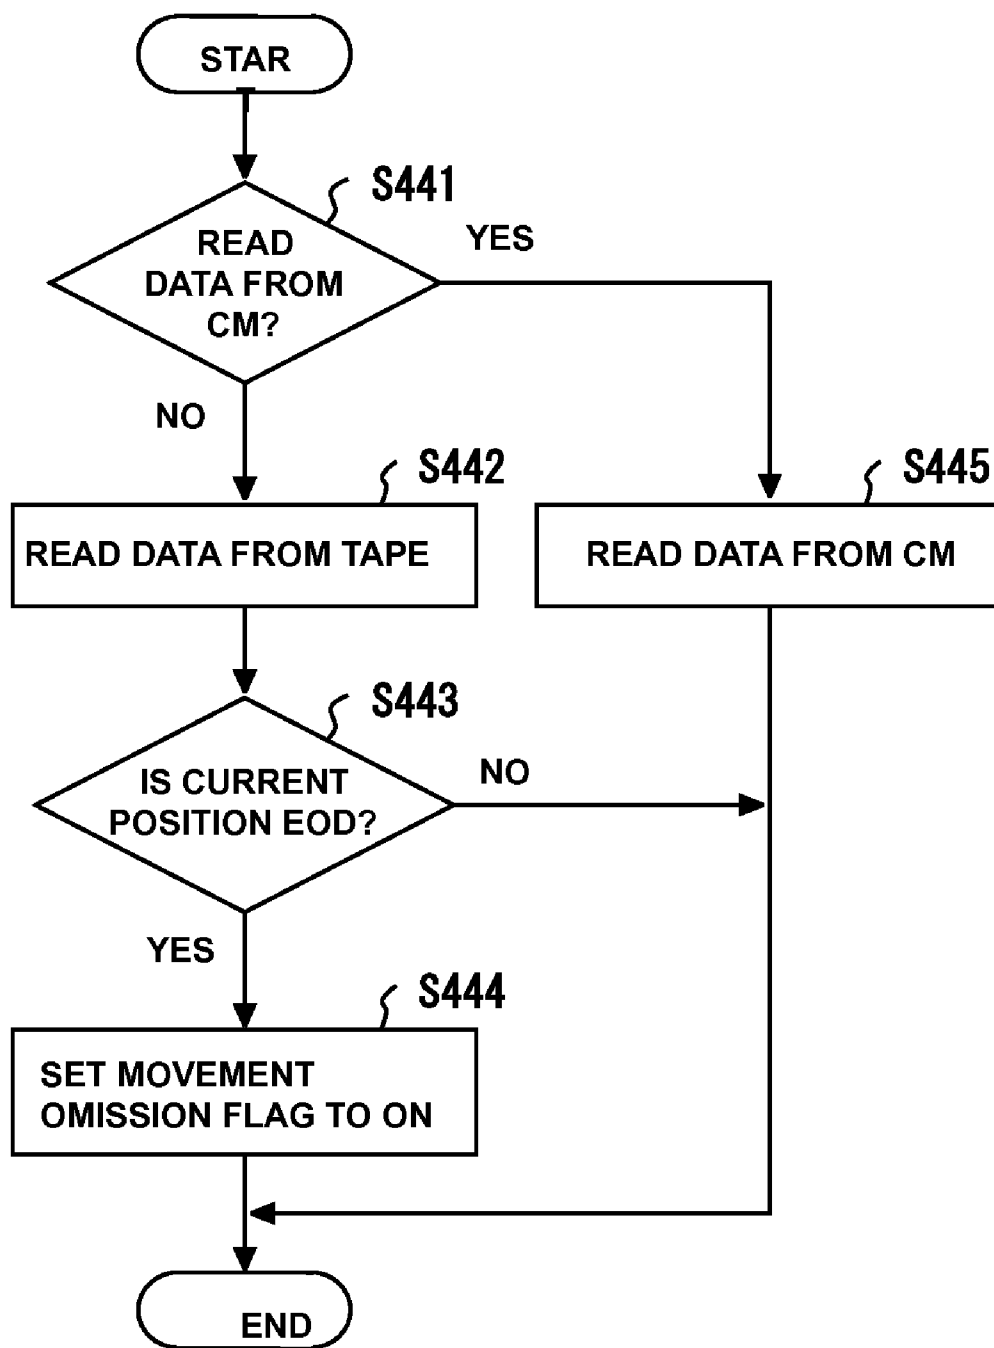 STAR
S441
READ
DATA FROM
CM?
YES
NO
S442
S445
READ DATA FROM TAPE
READ DATA FROM CM
S443
IS CURRENT
POSITION EOD?
NO
YES
S444
SET MOVEMENT
OMISSION FLAG TO ON
END